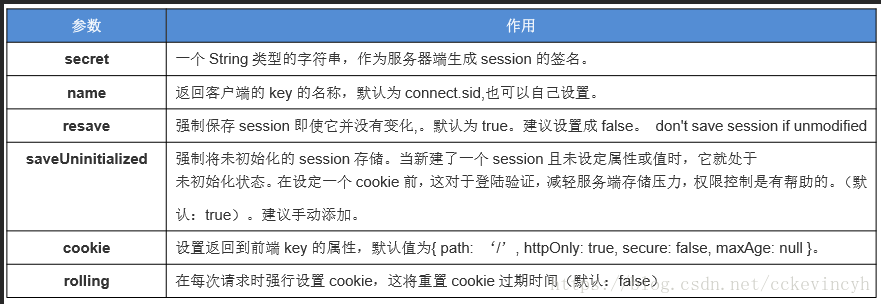 参数 作用
secret 一个 String 类型的字符串，作为服务器端生成 session 的签名。
name 返回客户端的 key 的名称，默认为 connect.sid,也可以自己设置。
resave 强制保存 session 即使它并没有变化,。默认为 true。建议设置成 false。 don't save session if unmodified
saveUninitialized 强制将未初始化的 session 存储。当新建了一个 session 且未设定属性或值时，它就处于
未初始化状态。在设定一个 cookie 前，这对于登陆验证，减轻服务端存储压力，权限控制是有帮助的。（默
认：true）。建议手动添加。
cookie 设置返回到前端 key 的属性，默认值为{ path: ‘/’, httpOnly: true, secure: false, maxAge: null }。
rolling 在每次请求时强行设置 cookie，这将重置 cookie 过期时间（默认：false）
https://blog.csdn.net/cckevincyh